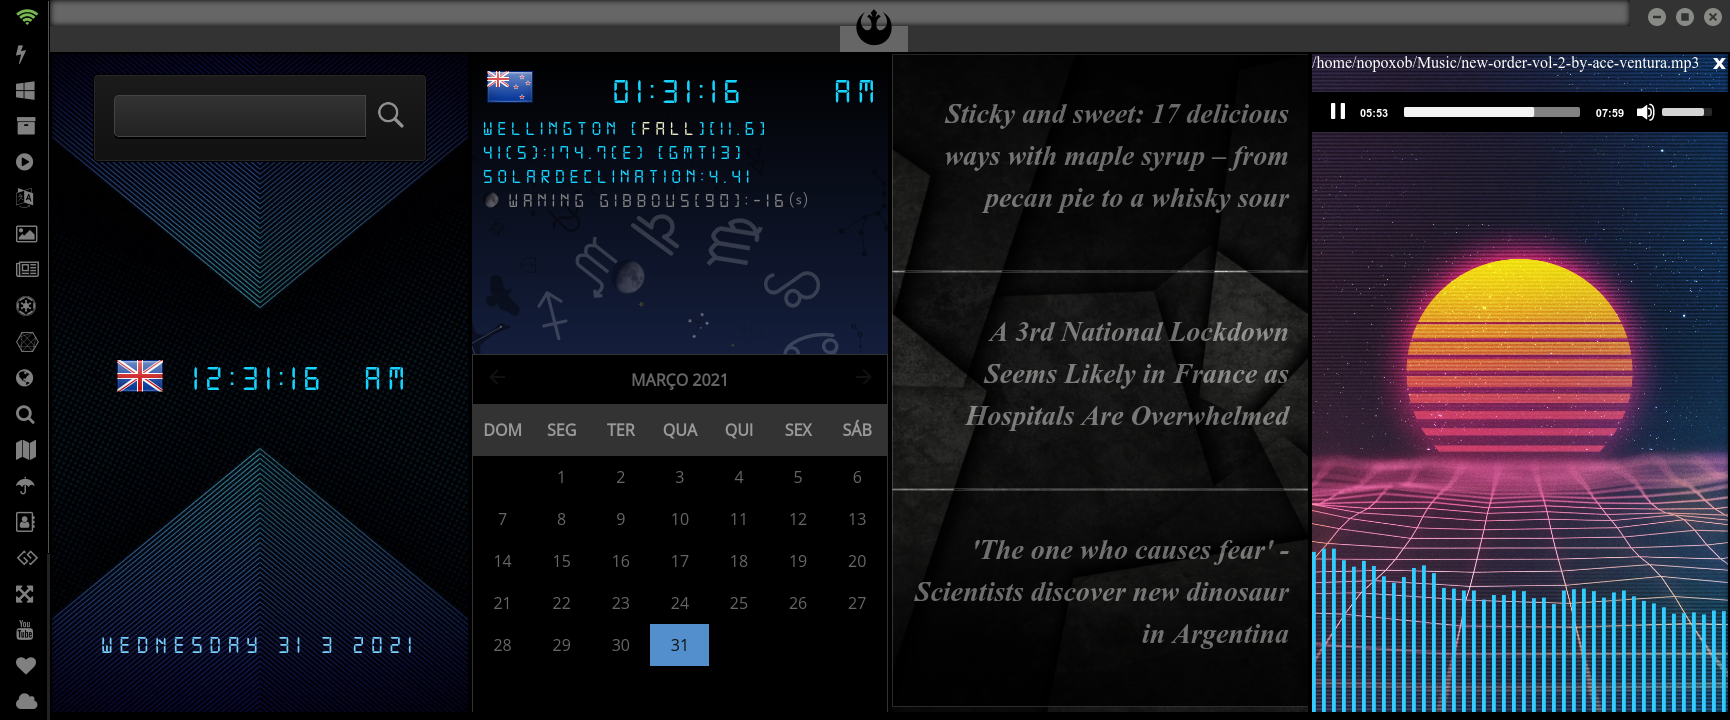 12:31:16 AM
WEDNESDAY 31 3 2021
01:31:16 AM
WELLINGTON [FALL][11.6]
41(S):174.7(E) [GMT13]
SOLARDECLINATION:4.41
WANING GIBBOUS[90]:-16(s)
MARÇO 2021
DOM SEG TER QUA QUI SEX SÁB
1 2 3 4 5 6
7 8 9 10 11 12 13
14 15 16 17 18 19 20
21 22 23 24 25 26 27
28 29 30 31
Sticky and sweet: 17 delicious
ways with maple syrup – from
pecan pie to a whisky sour
A 3rd National Lockdown
Seems Likely in France as
Hospitals Are Overwhelmed
'The one who causes fear' -
Scientists discover new dinosaur
in Argentina
/home/nopoxob/Music/new-order-vol-2-by-ace-ventura.mp3 x
05:53 07:59
You
Tube